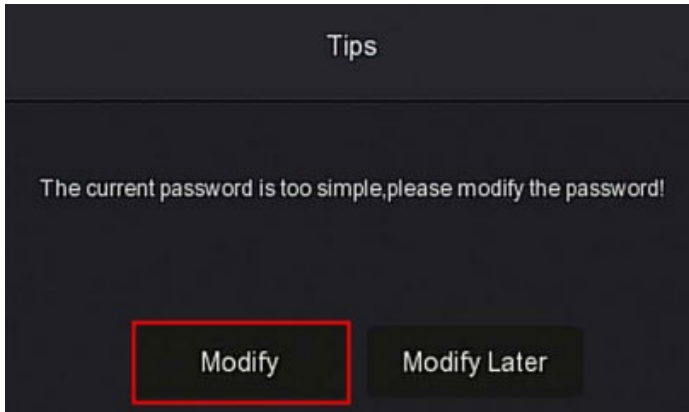 Tips
The current password is too simple,please modify the password!
Modify
Modify Later